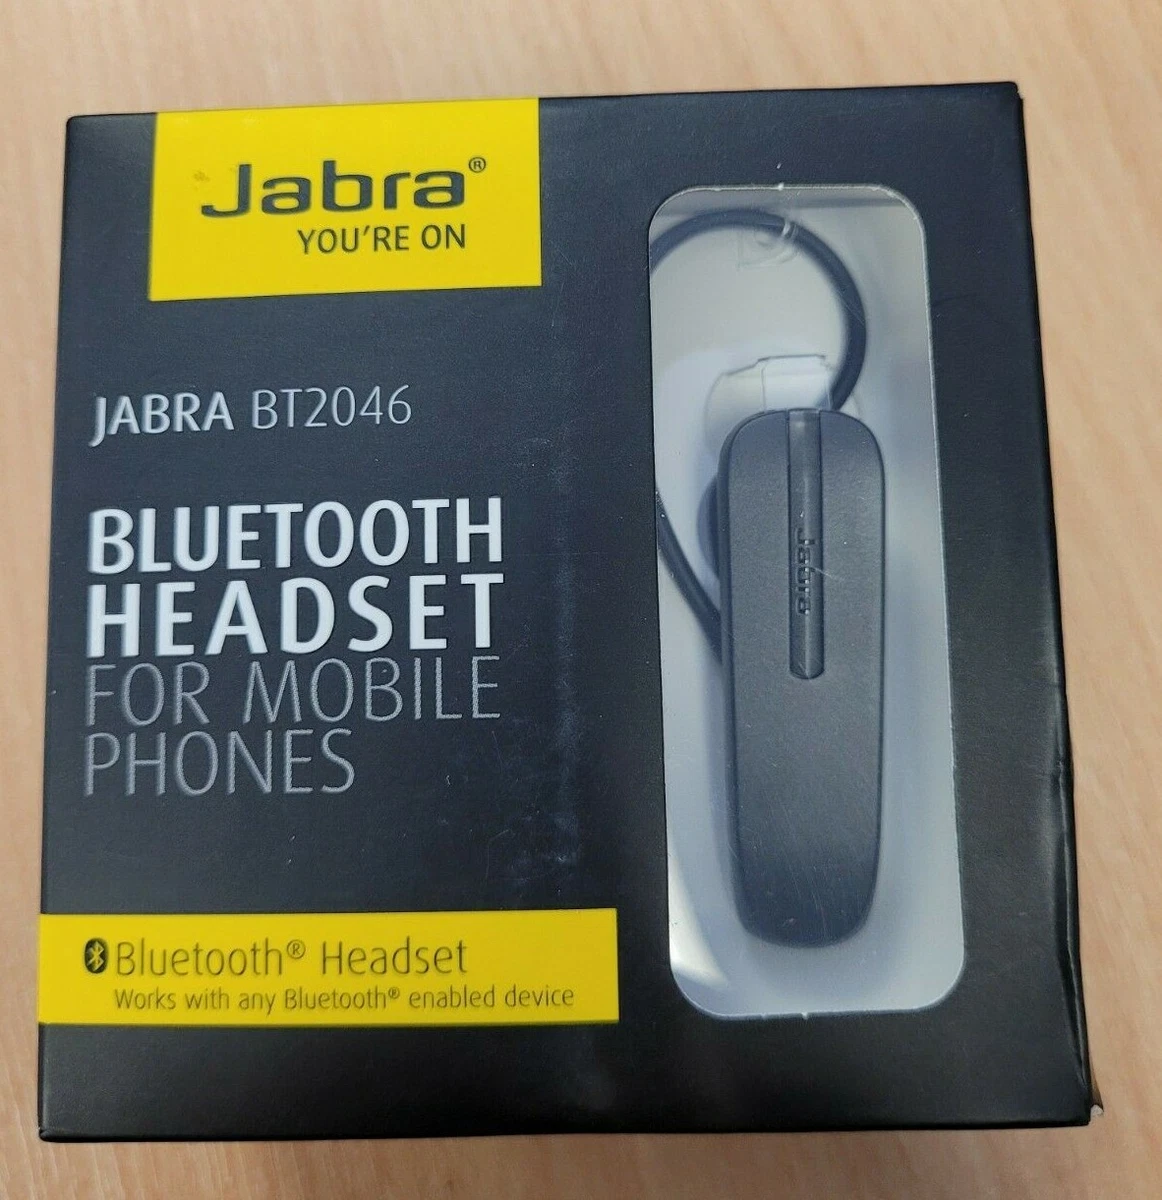 Jabra®
YOU'RE ON
JABRA BT2046
BLUETOOTH
HEADSET
FOR MOBILE
PHONES
Bluetooth® Headset
Works with any Bluetooth® enabled device
Jabra